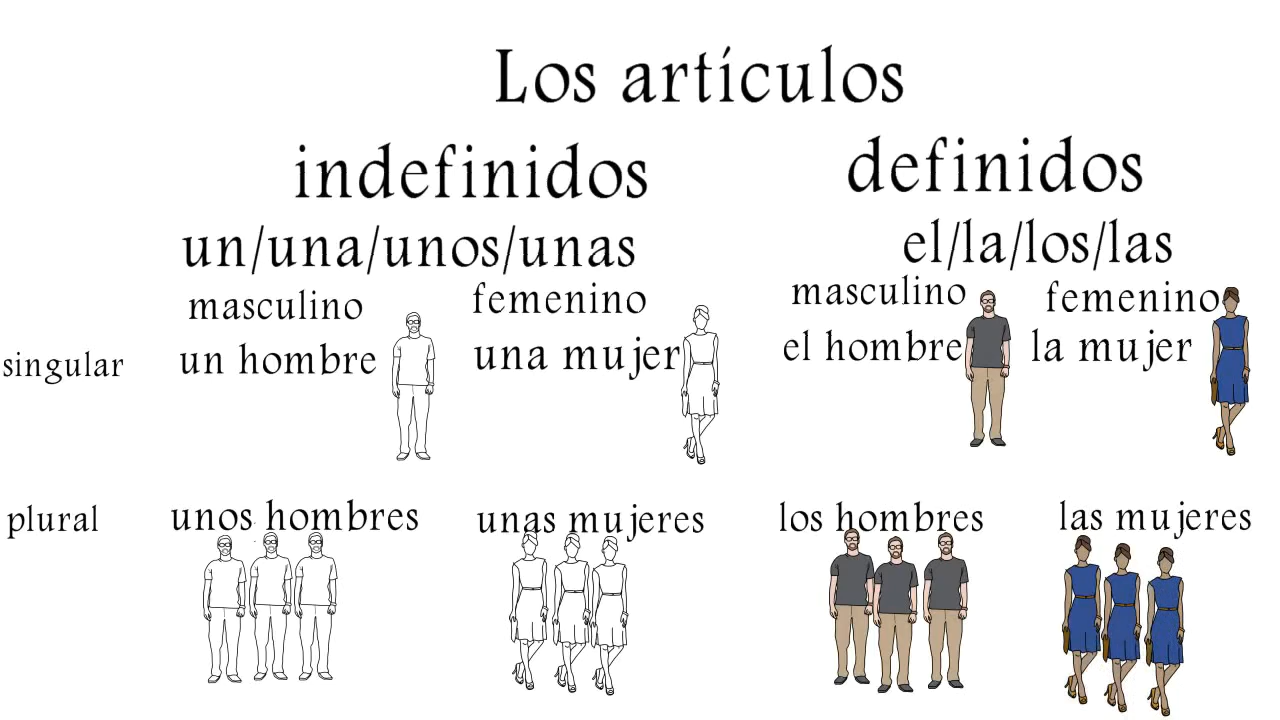 Los artículos
indefinidos
definidos
un/una/unos/unas
el/la/los/las
masculino
femenino
masculino
femenino
singular
un hombre
una mujer
el hombre
la mujer
plural
unos hombres
unas mujeres
los hombres
las mujeres